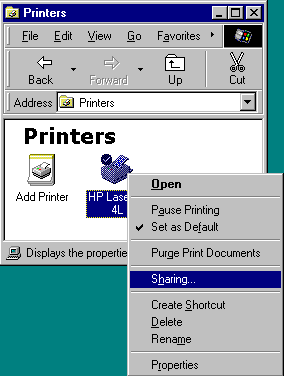 Printers
File Edit View Go Favorites
Back Forward Up Cut
Address Printers
Printers
Add Printer
HP Lase
4L
Open
Pause Printing
Set as Default
Purge Print Documents
Sharing...
Create Shortcut
Delete
Rename
Properties
Displays the propertie